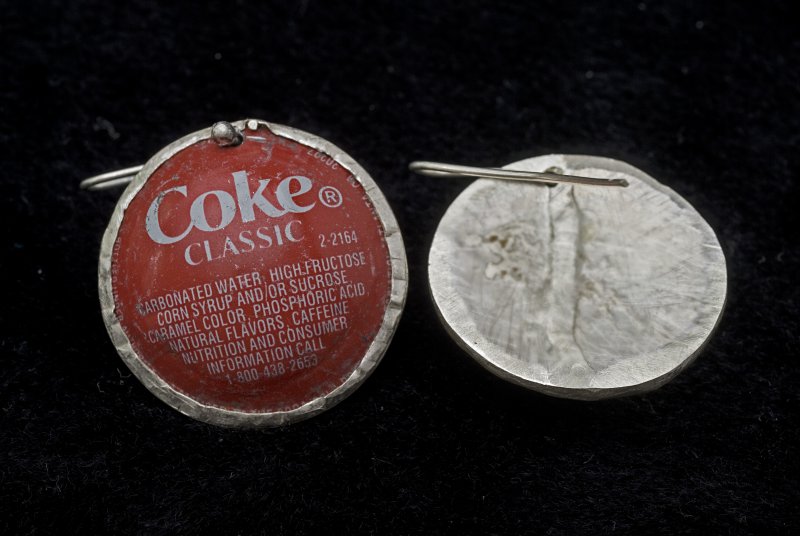 Coke®
CLASSIC
2-2164
CARBONATED WATER, HIGH FRUCTOSE
CORN SYRUP AND/OR SUCROSE,
CARAMEL COLOR, PHOSPHORIC ACID
NATURAL FLAVORS, CAFFEINE
NUTRITION AND CONSUMER
INFORMATION CALL
1-800-438-2653